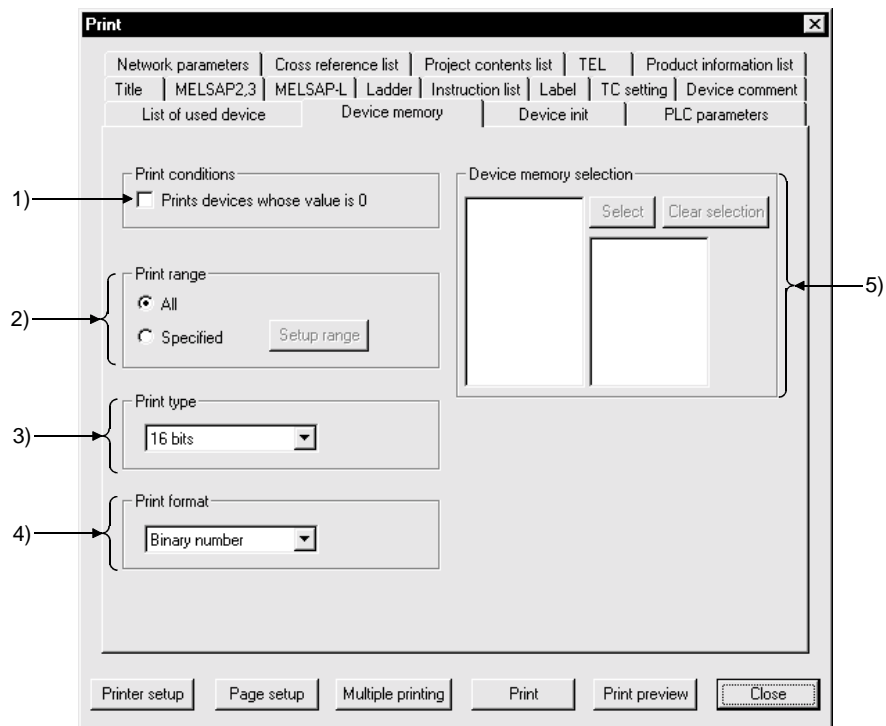 Print
Network parameters Cross reference list Project contents list TEL Product information list
Title MELSAP2,3 MELSAP-L Ladder Instruction list Label TC setting Device comment
List of used device Device memory Device init PLC parameters
Print conditions
1) Prints devices whose value is 0
Device memory selection
Select Clear selection
5)
Print range
2) All
Specified Setup range
Print type
3) 16 bits
Print format
4) Binary number
Printer setup Page setup Multiple printing Print Print preview Close